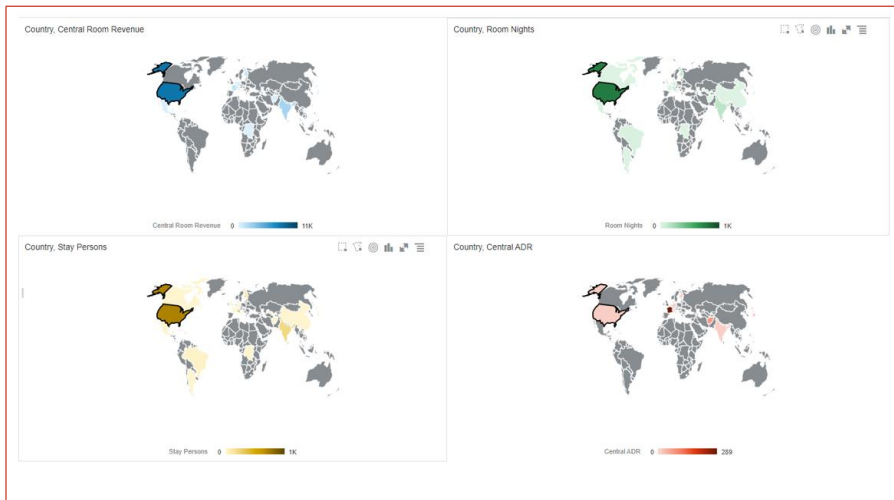 Country, Central Room Revenue
Central Room Revenue 0 11K
Country, Room Nights
Room Nights 0 1K
Country, Stay Persons
Stay Persons 0 1K
Country, Central ADR
Central ADR 0 289